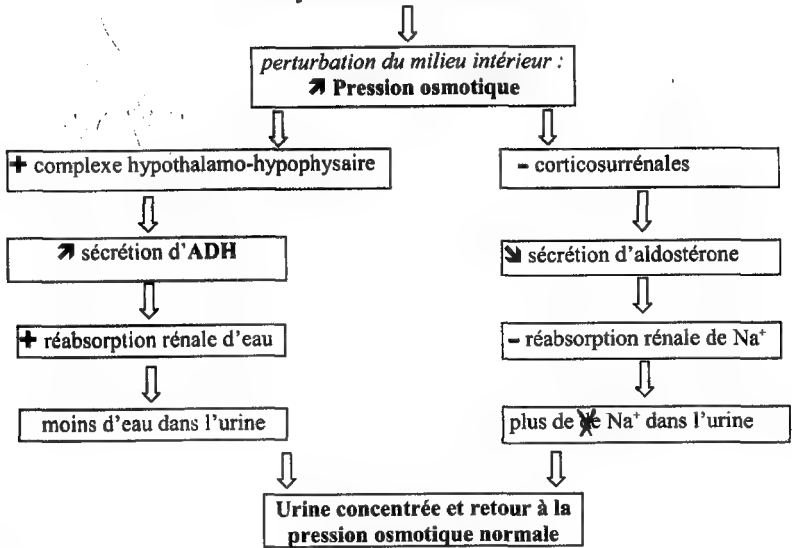 perturbation du milieu intérieur :
↗ Pression osmotique
+ complexe hypothalamo-hypophysaire
- corticosurrénales
↗ sécrétion d'ADH
↘ sécrétion d'aldostérone
+ réabsorption rénale d'eau
- réabsorption rénale de Na⁺
moins d'eau dans l'urine
plus de de Na⁺ dans l'urine
Urine concentrée et retour à la
pression osmotique normale